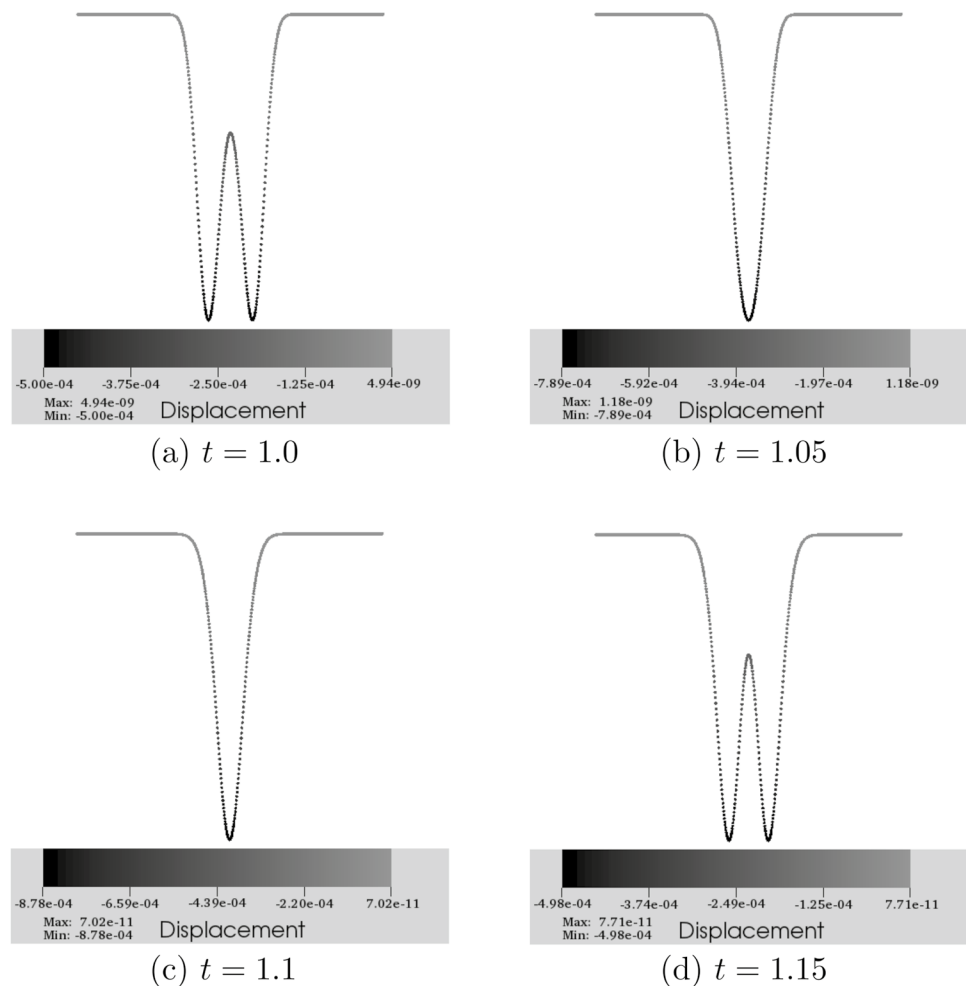 -5.00e-04 -3.75e-04 -2.50e-04 -1.25e-04 4.94e-09
Max: 4.94e-09
Min: -5.00e-04
Displacement
(a) t = 1.0
-7.89e-04 -5.92e-04 -3.94e-04 -1.97e-04 1.18e-09
Max: 1.18e-09
Min: -7.89e-04
Displacement
(b) t = 1.05
-8.78e-04 -6.59e-04 -4.39e-04 -2.20e-04 7.02e-11
Max: 7.02e-11
Min: -8.78e-04
Displacement
(c) t = 1.1
-4.98e-04 -3.74e-04 -2.49e-04 -1.25e-04 7.71e-11
Max: 7.71e-11
Min: -4.98e-04
Displacement
(d) t = 1.15